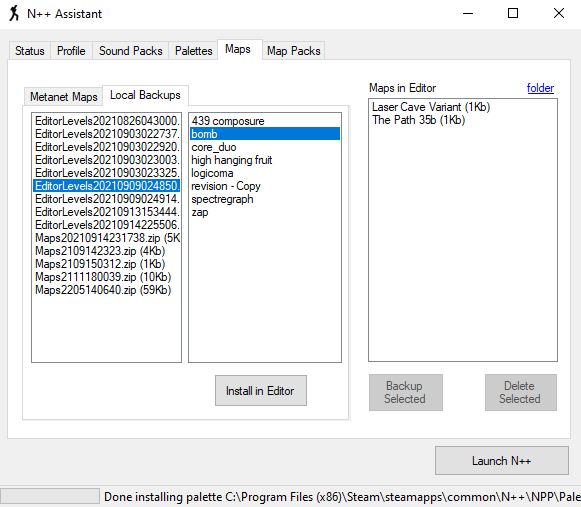 N++ Assistant
Status Profile Sound Packs Palettes Maps Map Packs
Metanet Maps Local Backups
EditorLevels20210826043000.
EditorLevels20210903022737.
EditorLevels20210903022920.
EditorLevels20210903023003.
EditorLevels20210903023325.
EditorLevels20210909024850.
EditorLevels20210909024914.
EditorLevels20210913153444.
EditorLevels20210914225506.
Maps20210914231738.zip (5K
Maps2109142323.zip (4Kb)
Maps2109150312.zip (1Kb)
Maps2111180039.zip (10Kb)
Maps2205140640.zip (59Kb)
439 composure
bomb
core_duo
high hanging fruit
logicoma
revision - Copy
spectregraph
zap
Install in Editor
Maps in Editor folder
Laser Cave Variant (1Kb)
The Path 35b (1Kb)
Backup
Selected
Delete
Selected
Launch N++
Done installing palette C:\Program Files (x86)\Steam\steamapps\common\N++\NPP\Pale